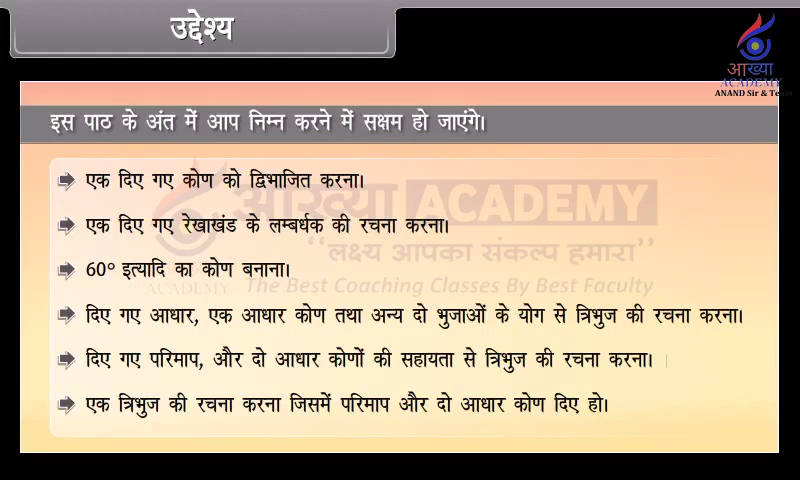 उद्देश्य
आख्या
ACADEMY
ANAND Sir & Te
इस पाठ के अंत में आप निम्न करने में सक्षम हो जाएंगे।
एक दिए गए कोण को द्विभाजित करना।
एक दिए गए रेखाखंड के लम्बर्धक की रचना करना।
60° इत्यादि का कोण बनाना।
दिए गए आधार, एक आधार कोण तथा अन्य दो भुजाओं के योग से त्रिभुज की रचना करना।
दिए गए परिमाप, और दो आधार कोणों की सहायता से त्रिभुज की रचना करना।
एक त्रिभुज की रचना करना जिसमें परिमाप और दो आधार कोण दिए हो।
आख्या ACADEMY
“लक्ष्य आपका संकल्प हमारा”
ACADEMY The Best Coaching Classes By Best Faculty